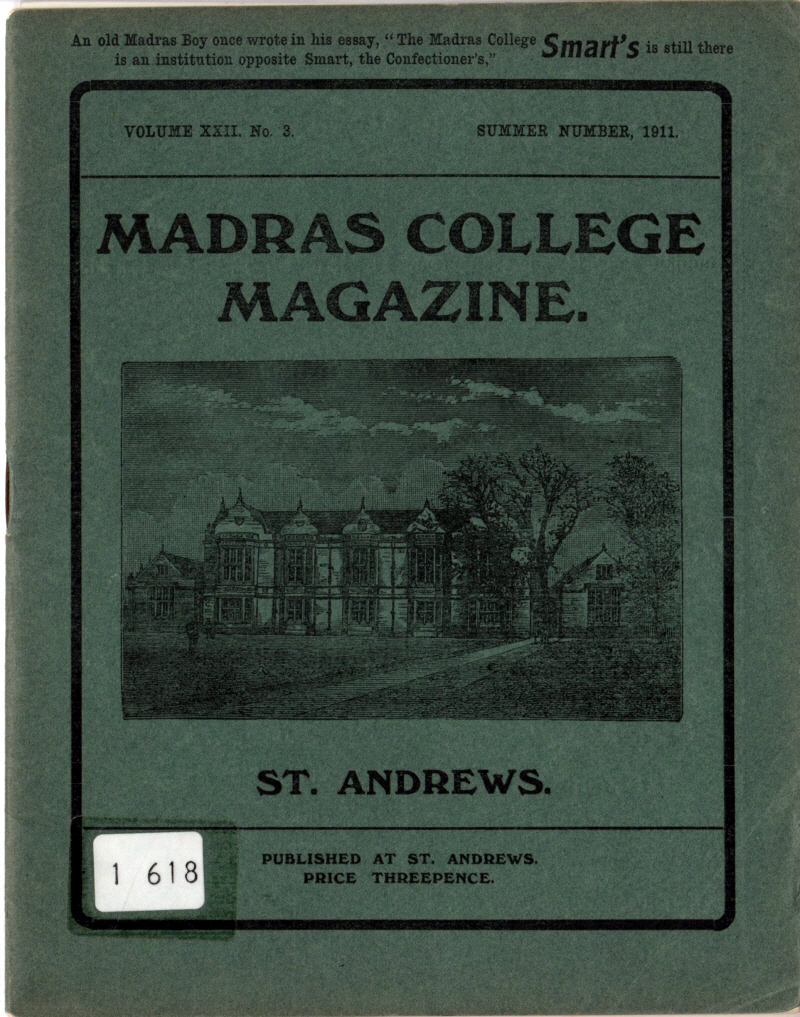 An old Madras Boy once wrote in his essay, "The Madras College
is an institution opposite Smart, the Confectioner's,"
Smart's is still there
VOLUME XXII. No. 3.
SUMMER NUMBER, 1911.
MADRAS COLLEGE
MAGAZINE.
ST. ANDREWS.
PUBLISHED AT ST. ANDREWS.
PRICE THREEPENCE.
1 618